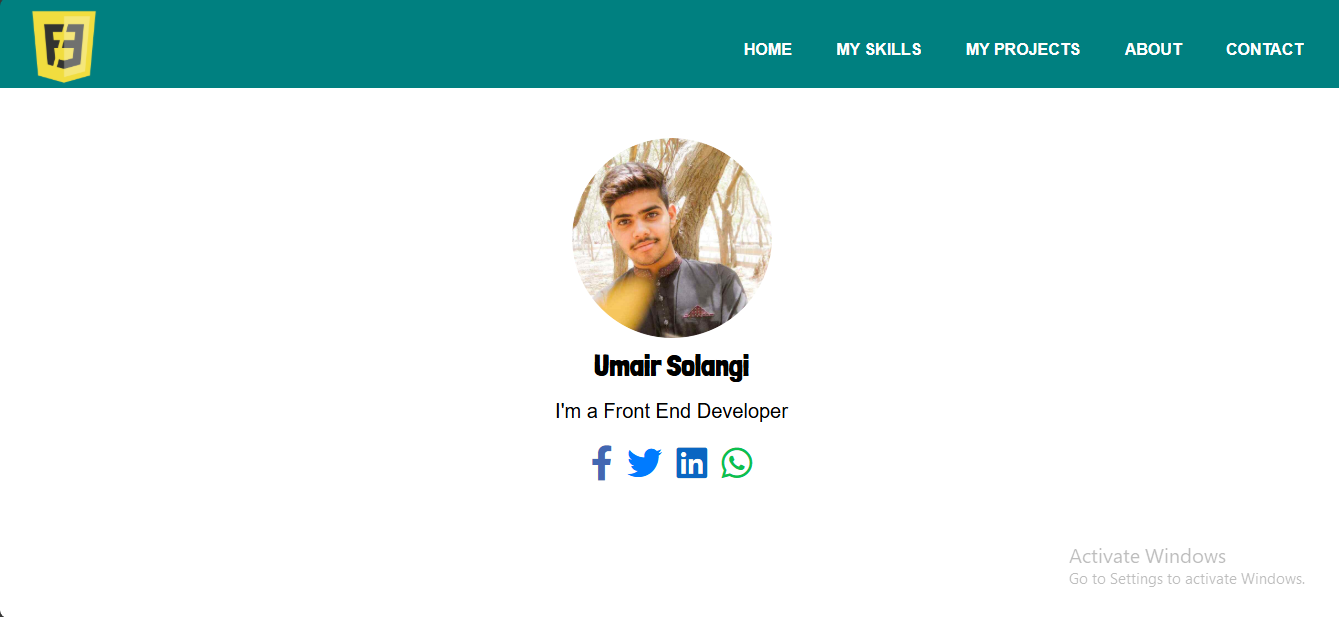 HOME MY SKILLS MY PROJECTS ABOUT CONTACT
Umair Solangi
I'm a Front End Developer
in
Activate Windows
Go to Settings to activate Windows.